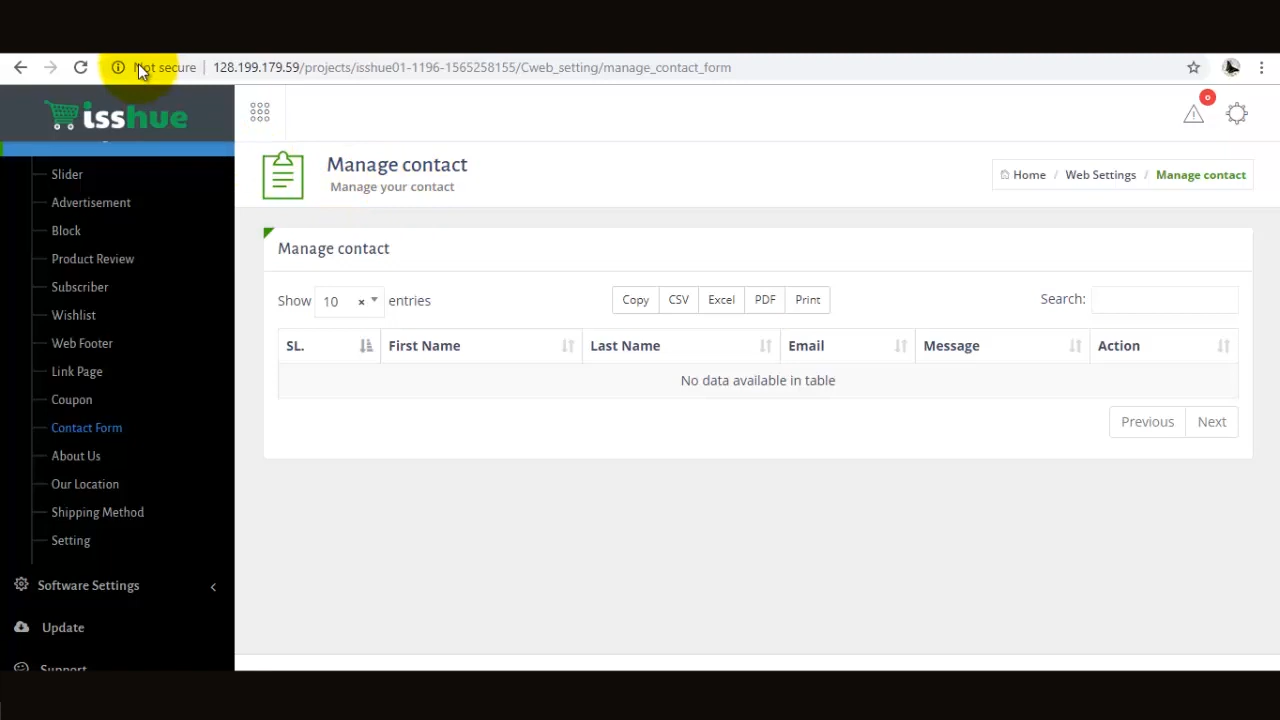 Not secure | 128.199.179.59/projects/isshue01-1196-1565258155/Cweb_setting/manage_contact_form
isshue
Slider
Advertisement
Block
Product Review
Subscriber
Wishlist
Web Footer
Link Page
Coupon
Contact Form
About Us
Our Location
Shipping Method
Setting
Software Settings
Update
Support
0
Manage contact
Manage your contact
Home / Web Settings / Manage contact
Manage contact
Show 10 × entries
Copy CSV Excel PDF Print
Search:
SL. First Name Last Name Email Message Action
No data available in table
Previous Next